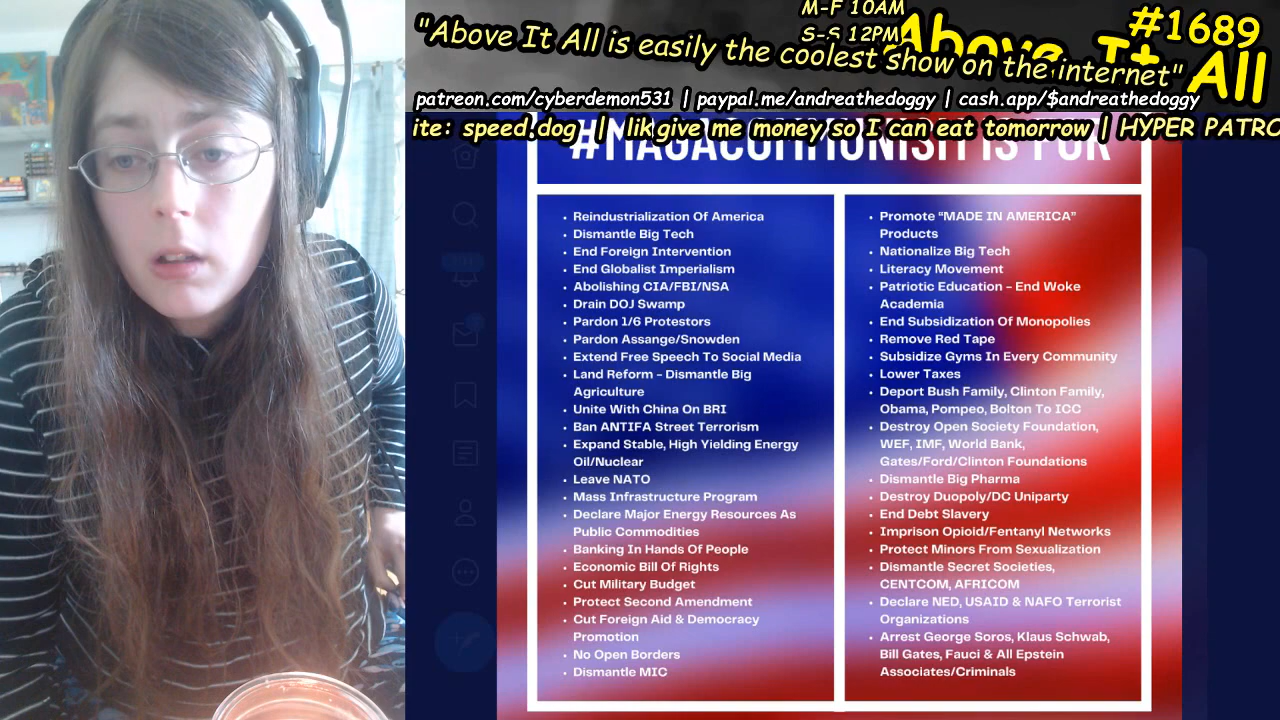 M-F 10AM
S-S 12PM
Above It All
#1689
"Above It All is easily the coolest show on the internet"
patreon.com/cyberdemon531 | paypal.me/andreathedoggy | cash.app/$andreathedoggy
ite: speed.dog | lik give me money so I can eat tomorrow | HYPER PATRO
#MAGACOMMUNISM IS FOR
• Reindustrialization Of America
• Dismantle Big Tech
• End Foreign Intervention
• End Globalist Imperialism
• Abolishing CIA/FBI/NSA
• Drain DOJ Swamp
• Pardon 1/6 Protestors
• Pardon Assange/Snowden
• Extend Free Speech To Social Media
• Land Reform – Dismantle Big
Agriculture
• Unite With China On BRI
• Ban ANTIFA Street Terrorism
• Expand Stable, High Yielding Energy
Oil/Nuclear
• Leave NATO
• Mass Infrastructure Program
• Declare Major Energy Resources As
Public Commodities
• Banking In Hands Of People
• Economic Bill Of Rights
• Cut Military Budget
• Protect Second Amendment
• Cut Foreign Aid & Democracy
Promotion
• No Open Borders
• Dismantle MIC
• Promote “MADE IN AMERICA”
Products
• Nationalize Big Tech
• Literacy Movement
• Patriotic Education – End Woke
Academia
• End Subsidization Of Monopolies
• Remove Red Tape
• Subsidize Gyms In Every Community
• Lower Taxes
• Deport Bush Family, Clinton Family,
Obama, Pompeo, Bolton To ICC
• Destroy Open Society Foundation,
WEF, IMF, World Bank,
Gates/Ford/Clinton Foundations
• Dismantle Big Pharma
• Destroy Duopoly/DC Uniparty
• End Debt Slavery
• Imprison Opioid/Fentanyl Networks
• Protect Minors From Sexualization
• Dismantle Secret Societies,
CENTCOM, AFRICOM
• Declare NED, USAID & NAFO Terrorist
Organizations
• Arrest George Soros, Klaus Schwab,
Bill Gates, Fauci & All Epstein
Associates/Criminals